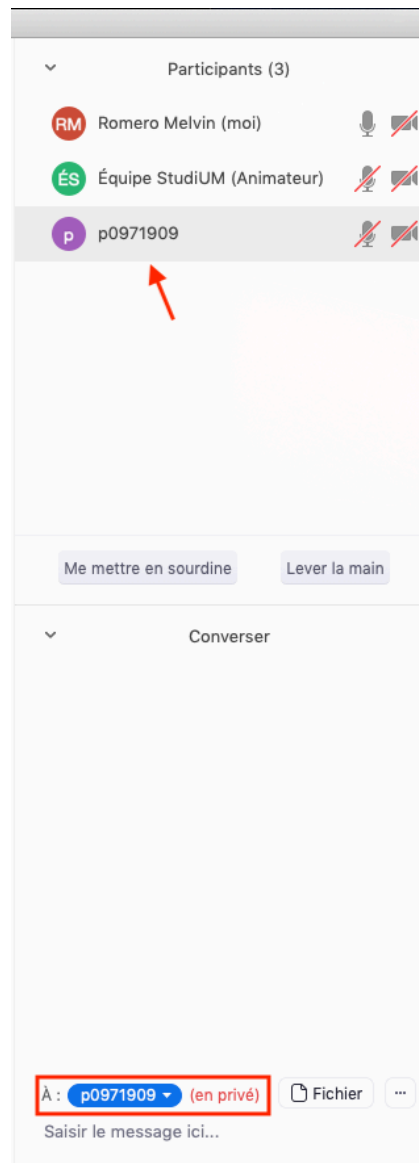 Participants (3)
RM Romero Melvin (moi)
ÉS Équipe StudiUM (Animateur)
p p0971909
Me mettre en sourdine Lever la main
Converser
À : p0971909 (en privé) Fichier ...
Saisir le message ici...